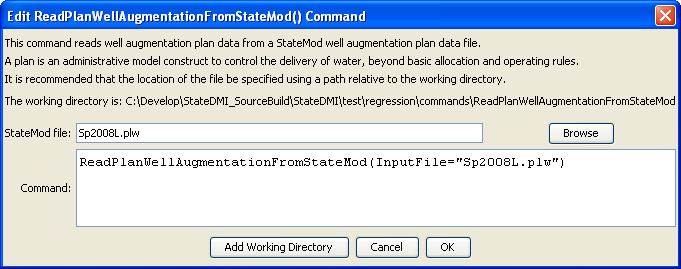 Edit ReadPlanWellAugmentationFromStateMod() Command
This command reads well augmentation plan data from a StateMod well augmentation plan data file.
A plan is an administrative model construct to control the delivery of water, beyond basic allocation and operating rules.
It is recommended that the location of the file be specified using a path relative to the working directory.
The working directory is: C:\Develop\StateDMI_SourceBuild\StateDMI\test\regression\commands\ReadPlanWellAugmentationFromStateMod
StateMod file: Sp2008L.plw Browse
ReadPlanWellAugmentationFromStateMod(InputFile="Sp2008L.plw")
Command:
Add Working Directory Cancel OK